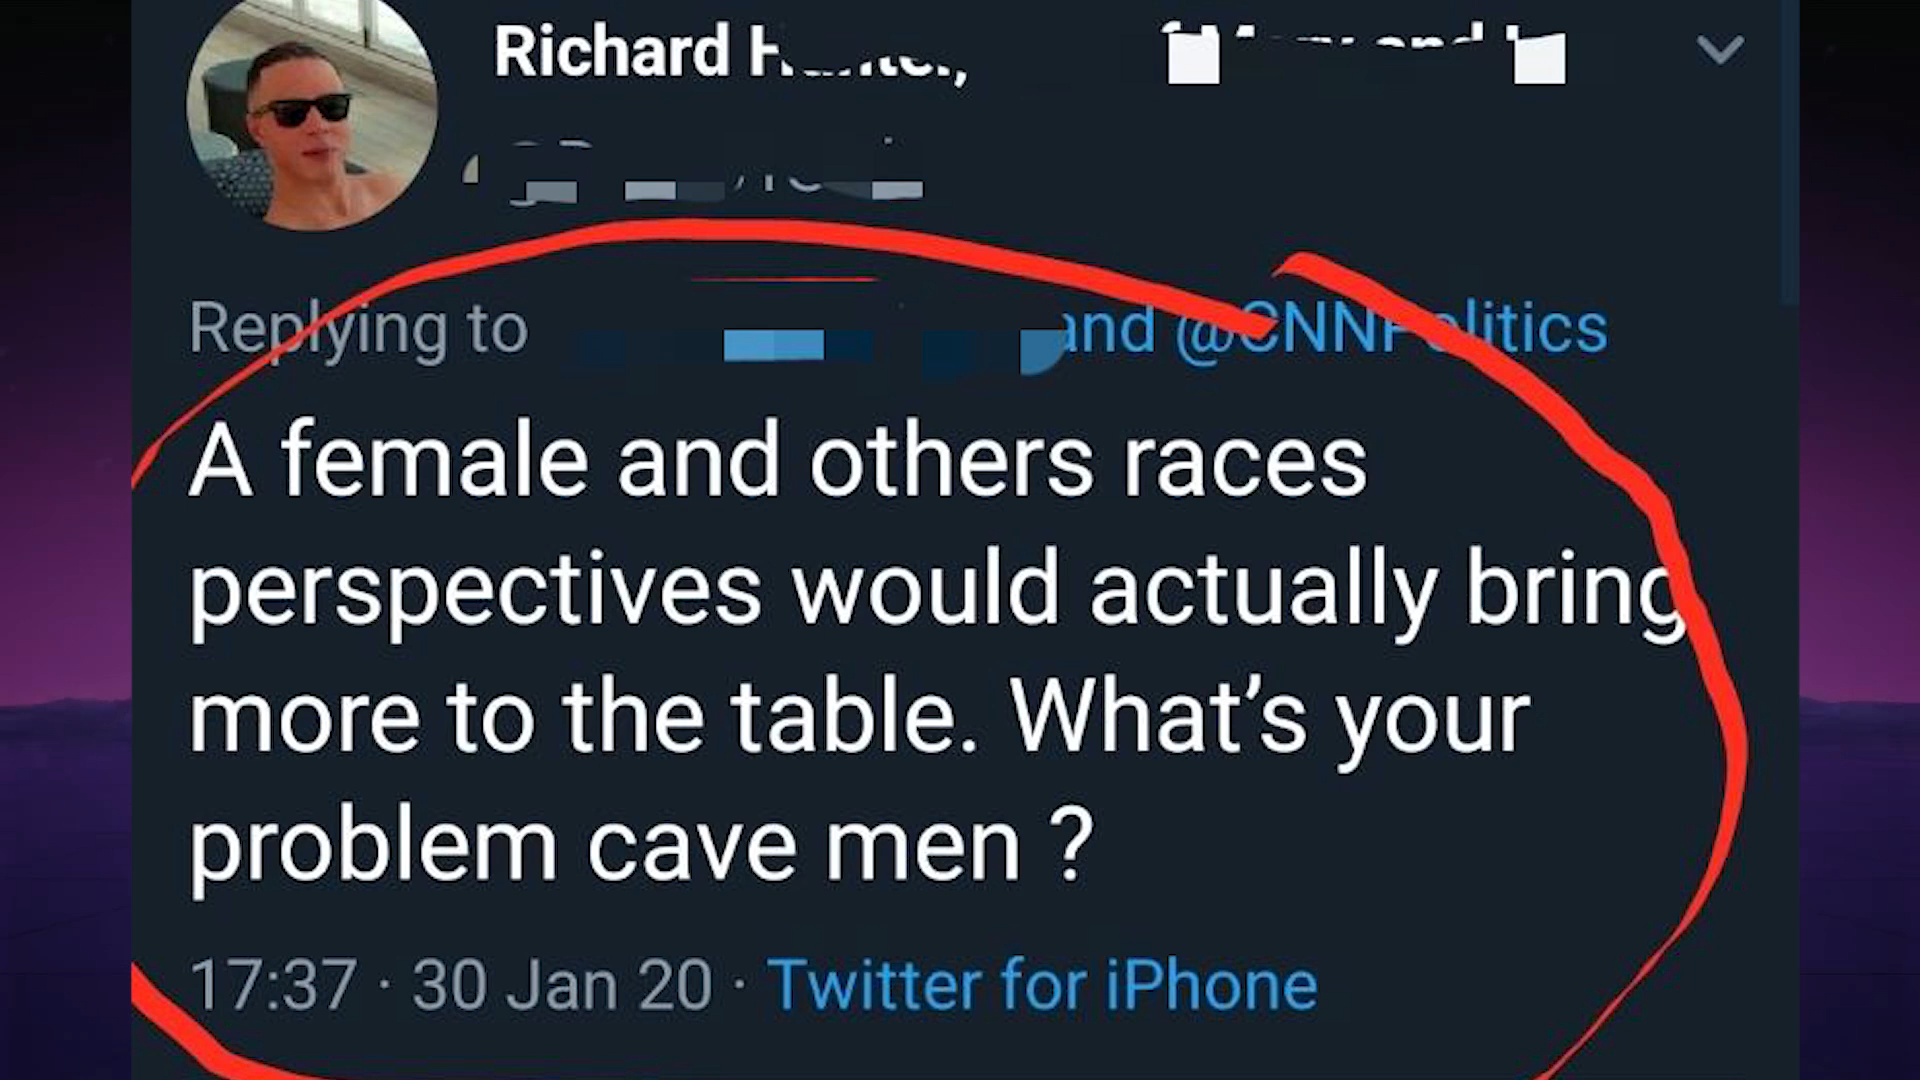 Richard
Replying to and @CNNPolitics
A female and others races
perspectives would actually bring
more to the table. What’s your
problem cave men ?
17:37 · 30 Jan 20 · Twitter for iPhone